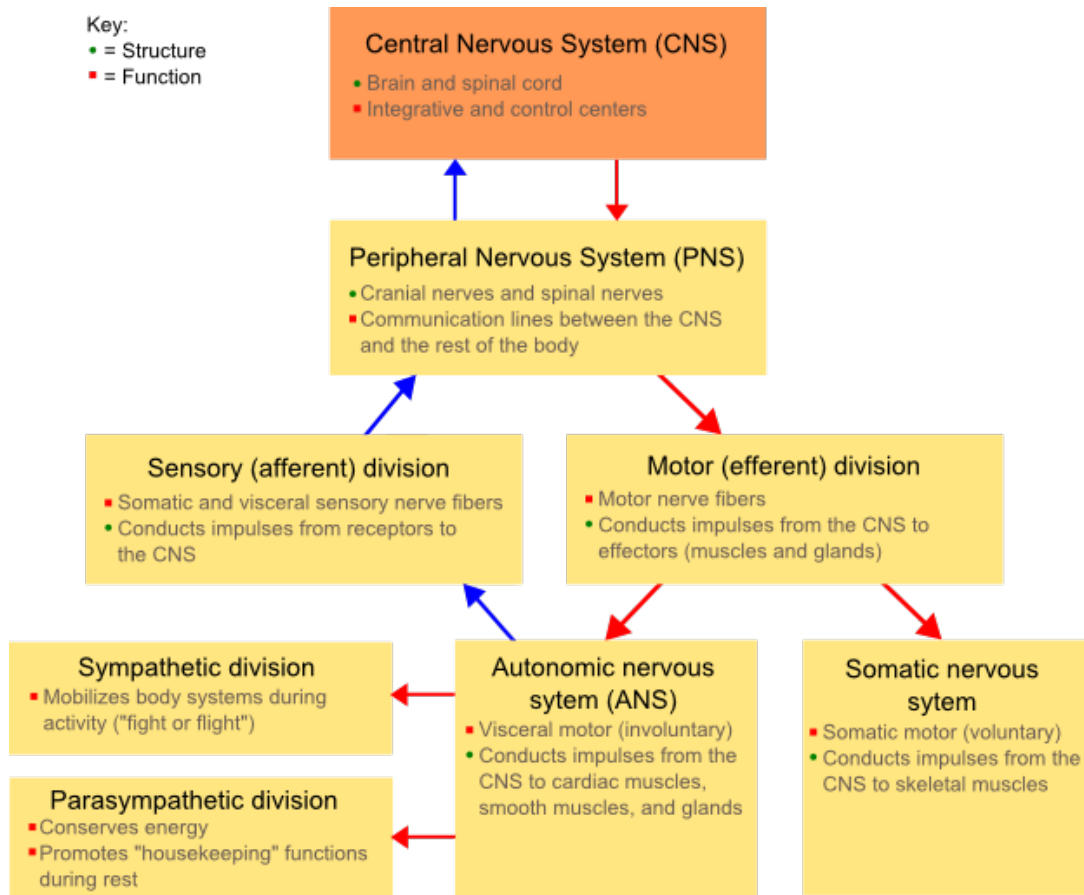 Key:
• = Structure
▪ = Function
Central Nervous System (CNS)
• Brain and spinal cord
▪ Integrative and control centers
Peripheral Nervous System (PNS)
• Cranial nerves and spinal nerves
▪ Communication lines between the CNS
and the rest of the body
Sensory (afferent) division
▪ Somatic and visceral sensory nerve fibers
• Conducts impulses from receptors to
the CNS
Motor (efferent) division
▪ Motor nerve fibers
• Conducts impulses from the CNS to
effectors (muscles and glands)
Sympathetic division
▪ Mobilizes body systems during
activity ("fight or flight")
Parasympathetic division
▪ Conserves energy
▪ Promotes "housekeeping" functions
during rest
Autonomic nervous
sytem (ANS)
▪ Visceral motor (involuntary)
• Conducts impulses from the
CNS to cardiac muscles,
smooth muscles, and glands
Somatic nervous
sytem
▪ Somatic motor (voluntary)
• Conducts impulses from the
CNS to skeletal muscles